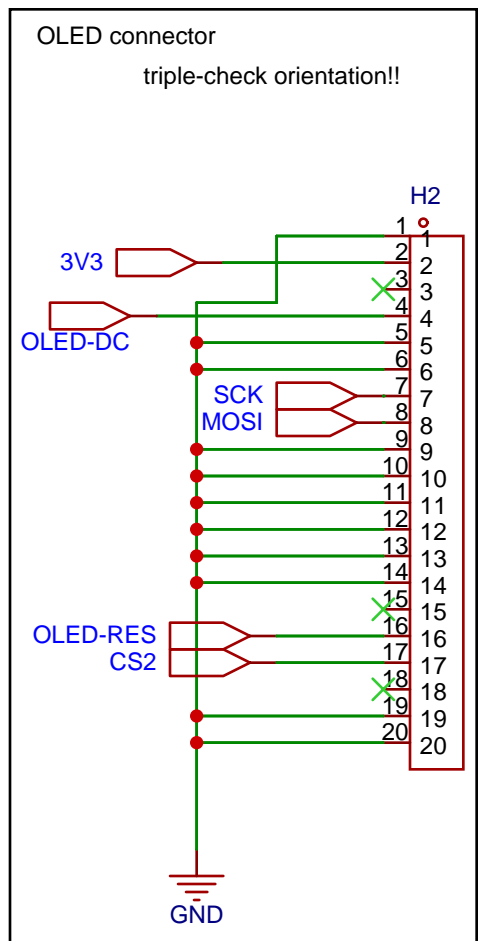 OLED connector
triple-check orientation!!
H2
1 1
3V3 2 2
3 3
OLED-DC 4 4
5 5
6 6
SCK 7 7
MOSI 8 8
9 9
10 10
11 11
12 12
13 13
14 14
15 15
OLED-RES 16 16
CS2 17 17
18 18
19 19
20 20
GND